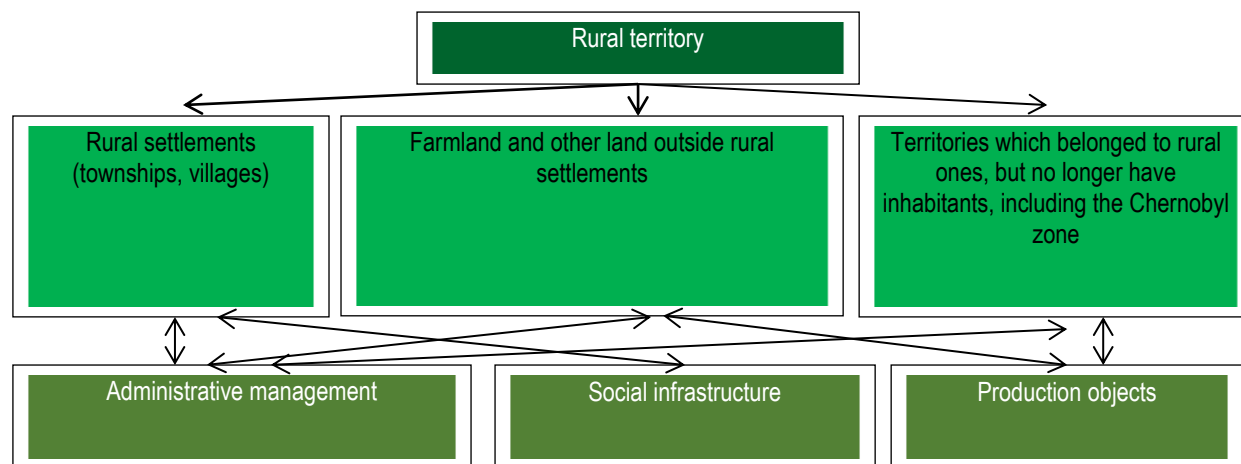 Rural territory
Rural settlements
(townships, villages)
Farmland and other land outside rural
settlements
Territories which belonged to rural
ones, but no longer have
inhabitants, including the Chernobyl
zone
Administrative management
Social infrastructure
Production objects